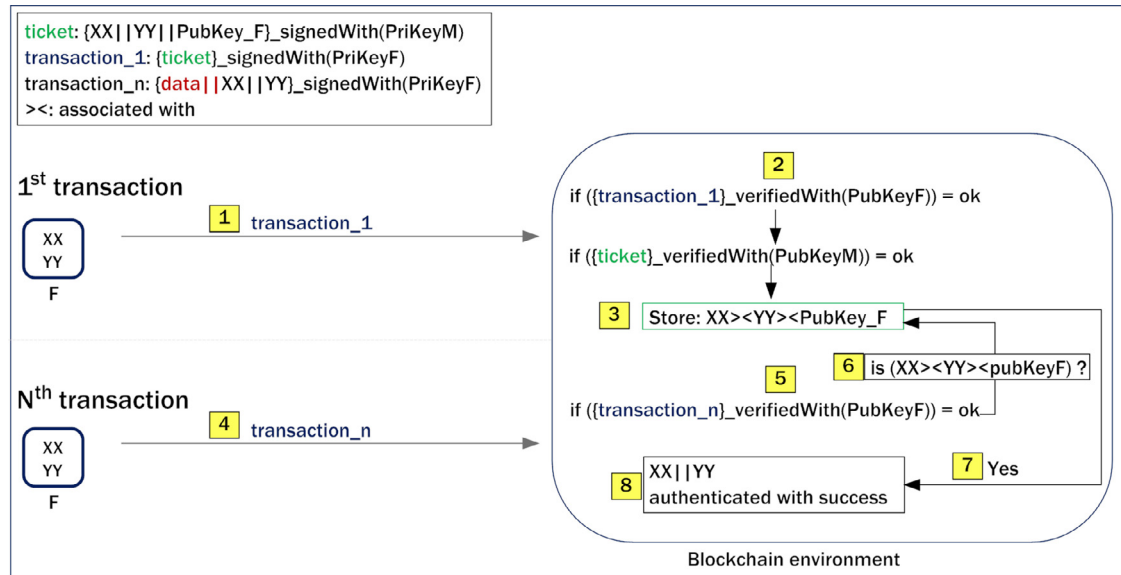 ticket: {XX||YY||PubKey_F}_signedWith(PriKeyM)
transaction_1: {ticket}_signedWith(PriKeyF)
transaction_n: {data||XX||YY}_signedWith(PriKeyF)
><: associated with
1st transaction
XX
YY
F
1
transaction_1
2
if ({transaction_1}_verifiedWith(PubKeyF)) = ok
if ({ticket}_verifiedWith(PubKeyM)) = ok
3
Store: XX><YY><PubKey_F
6
is (XX><YY><pubKeyF) ?
Nth transaction
XX
YY
F
4
transaction_n
5
if ({transaction_n}_verifiedWith(PubKeyF)) = ok
7
Yes
8
XX||YY
authenticated with success
Blockchain environment